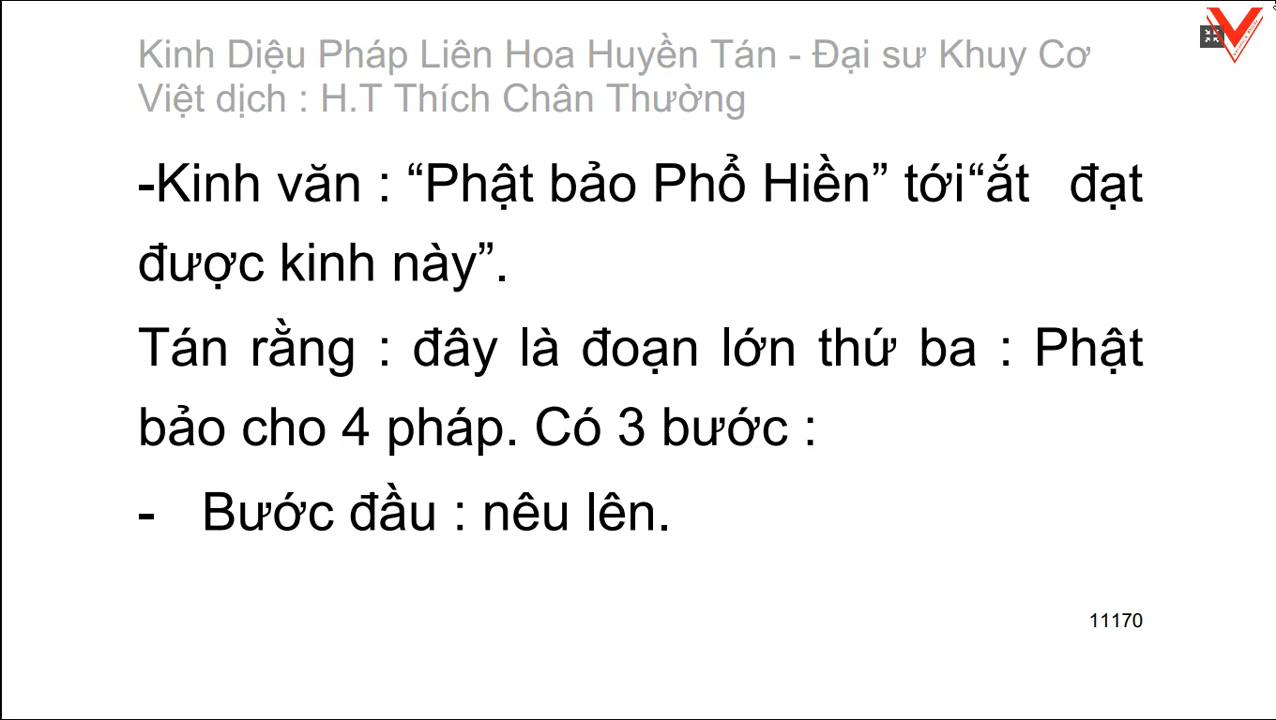 Kinh Diệu Pháp Liên Hoa Huyền Tán - Đại sư Khuy Cơ
Việt dịch : H.T Thích Chân Thường
-Kinh văn : “Phật bảo Phổ Hiền” tới“ắt đạt
được kinh này”.
Tán rằng : đây là đoạn lớn thứ ba : Phật
bảo cho 4 pháp. Có 3 bước :
- Bước đầu : nêu lên.
11170